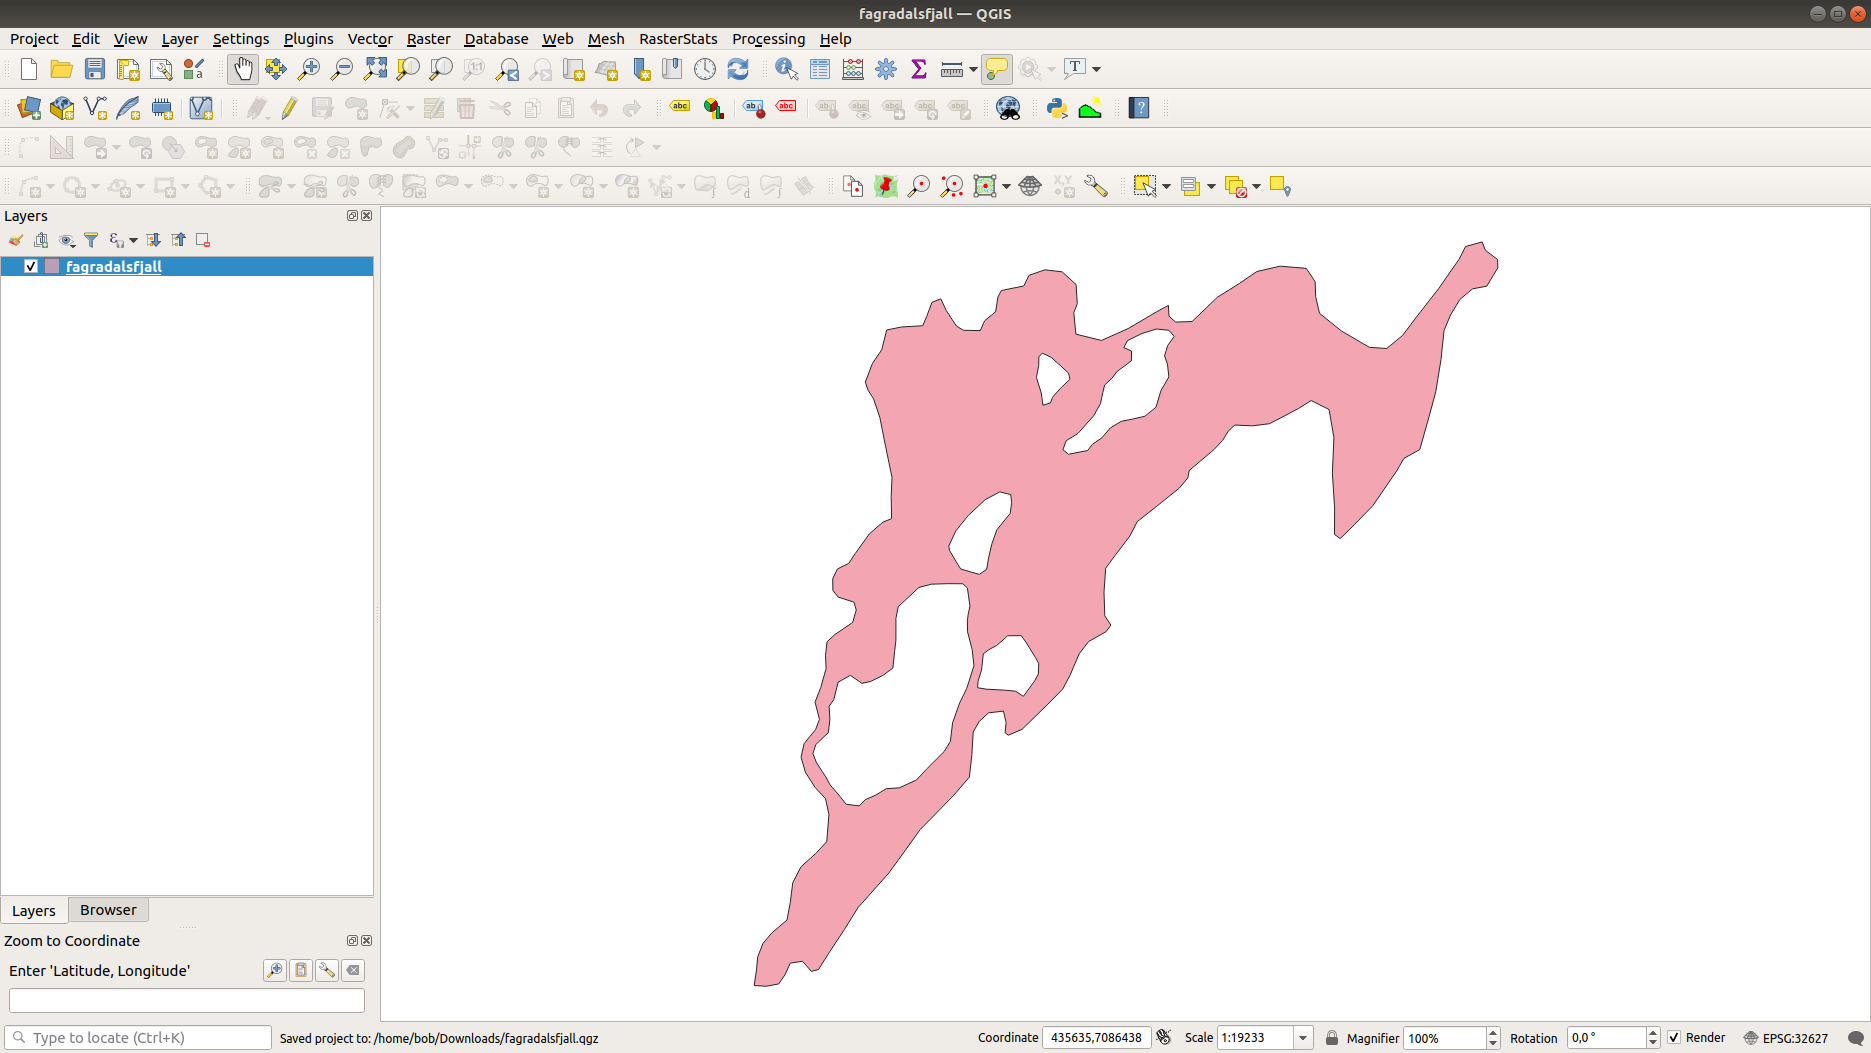 fagradalsfjall — QGIS
Project Edit View Layer Settings Plugins Vector Raster Database Web Mesh RasterStats Processing Help
Layers
fagradalsfjall
Layers Browser
Zoom to Coordinate
Enter 'Latitude, Longitude'
Type to locate (Ctrl+K) Saved project to: /home/bob/Downloads/fagradalsfjall.qgz Coordinate 435635,7086438 Scale 1:19233 Magnifier 100% Rotation 0,0 ° Render EPSG:32627